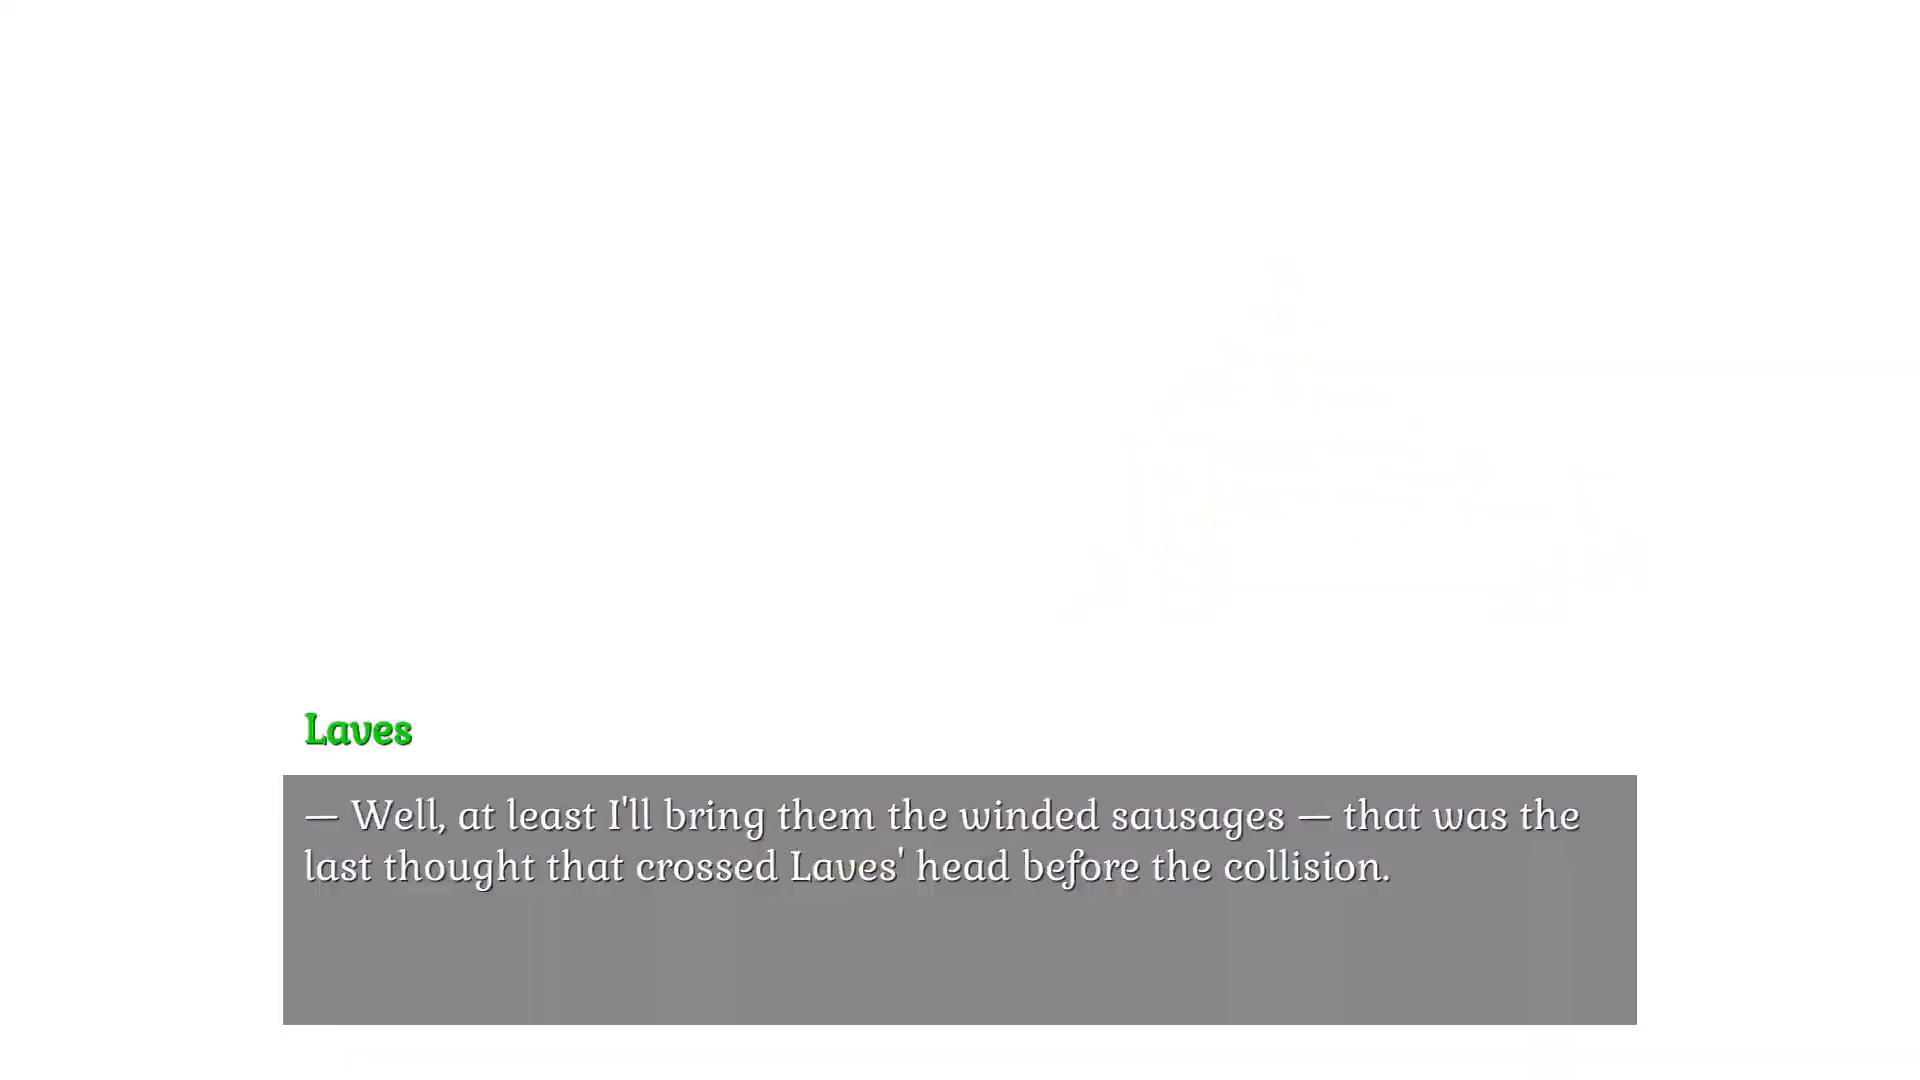 Laves
— Well, at least I'll bring them the winded sausages — that was the
last thought that crossed Laves' head before the collision.